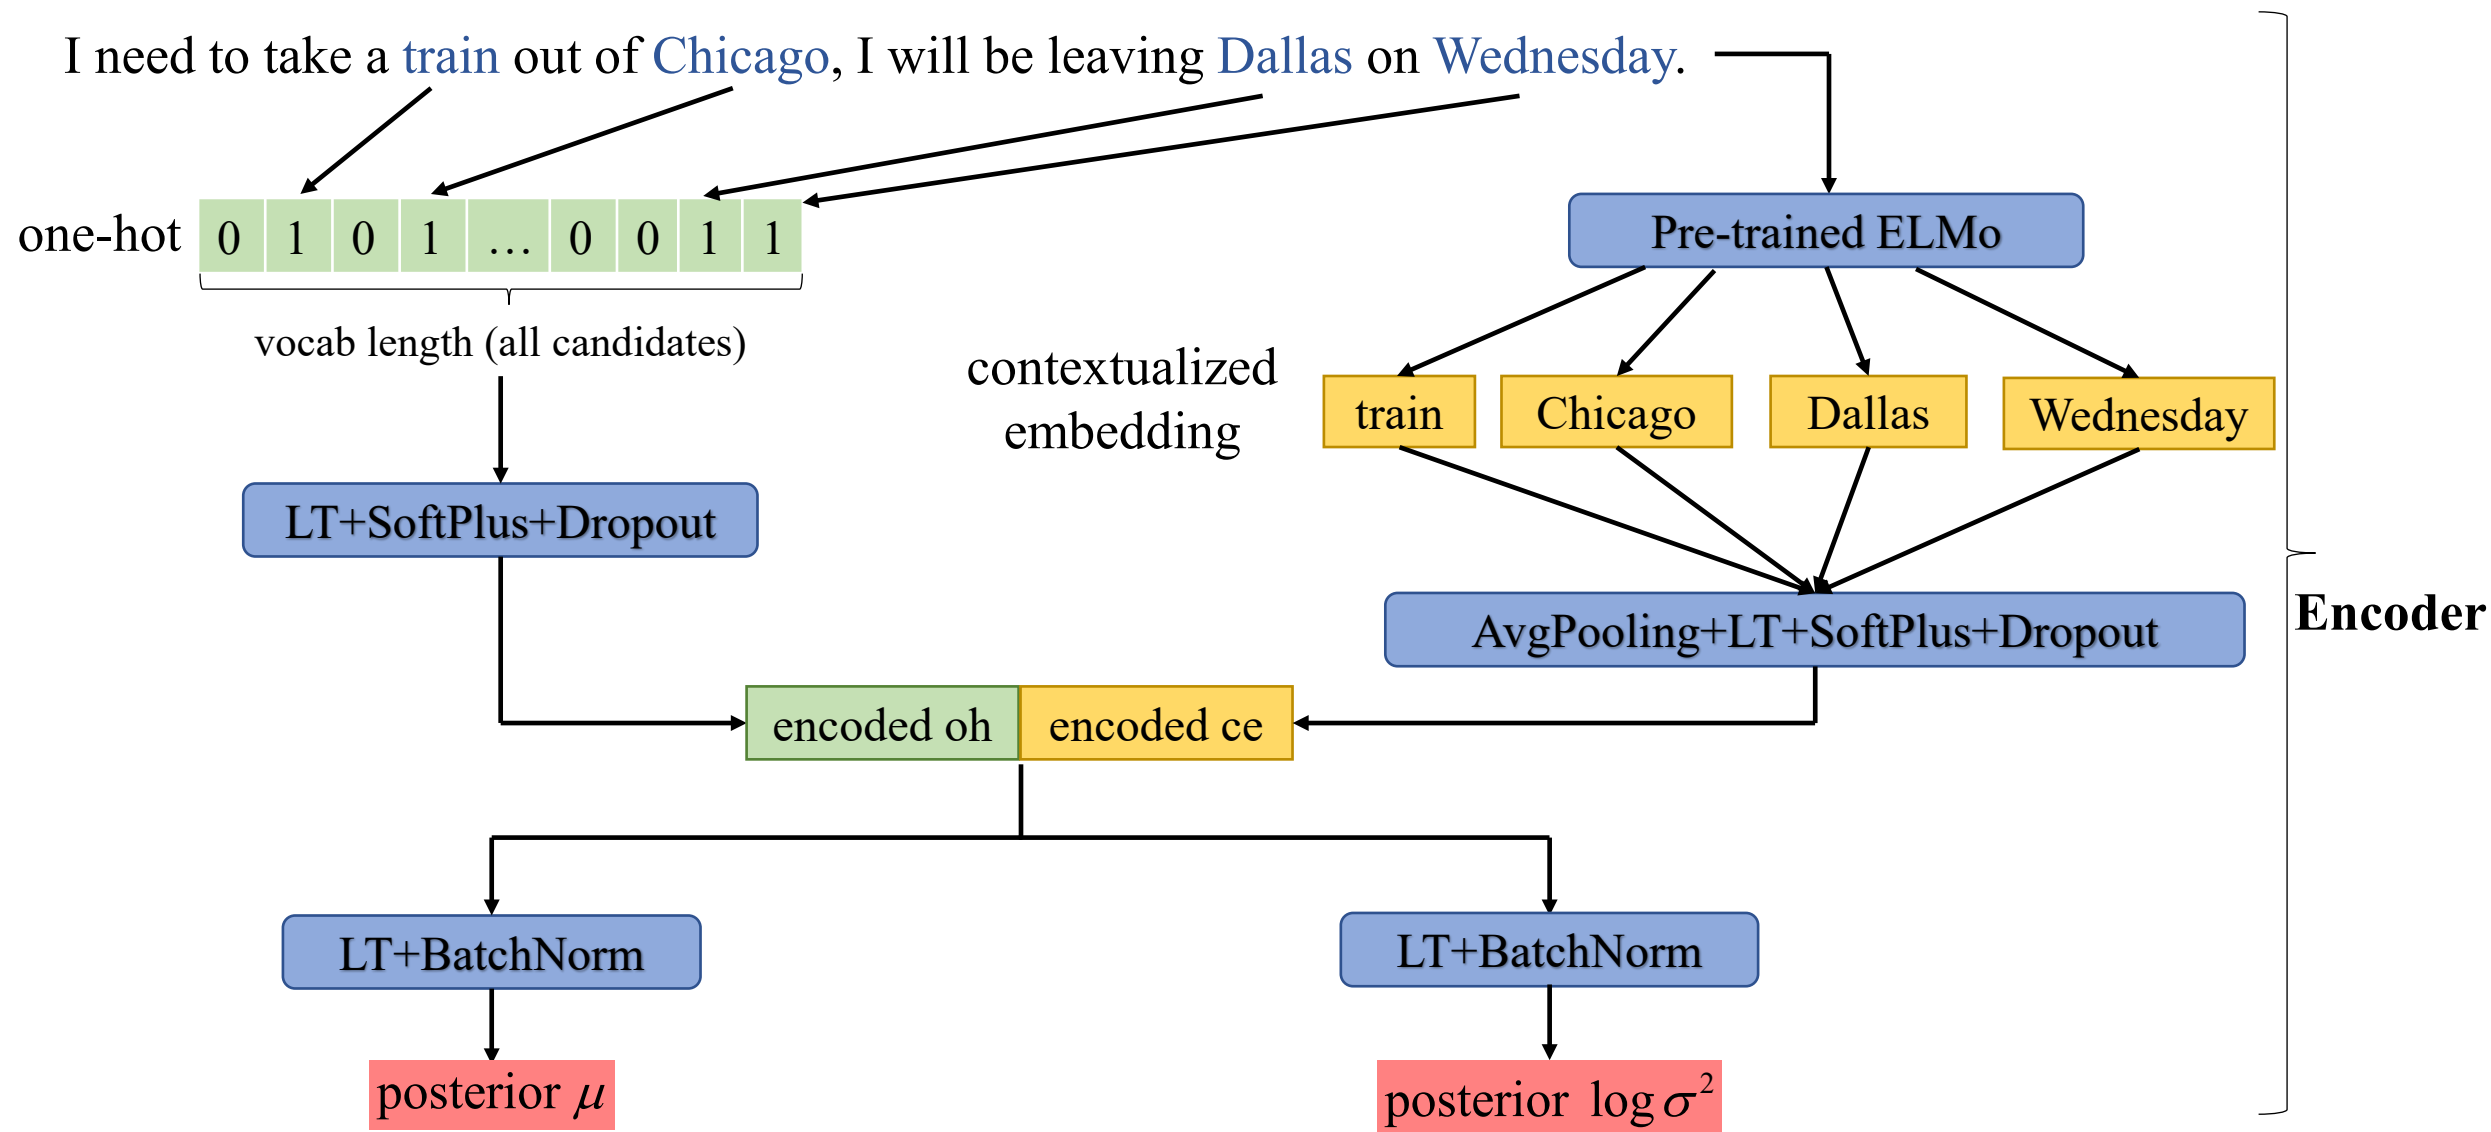 I need to take a train out of Chicago, I will be leaving Dallas on Wednesday.
one-hot 0 1 0 1 … 0 0 1 1
Pre-trained ELMo
vocab length (all candidates)
contextualized
embedding
train Chicago Dallas Wednesday
LT+SoftPlus+Dropout
AvgPooling+LT+SoftPlus+Dropout
Encoder
encoded oh encoded ce
LT+BatchNorm LT+BatchNorm
posterior μ posterior log σ²